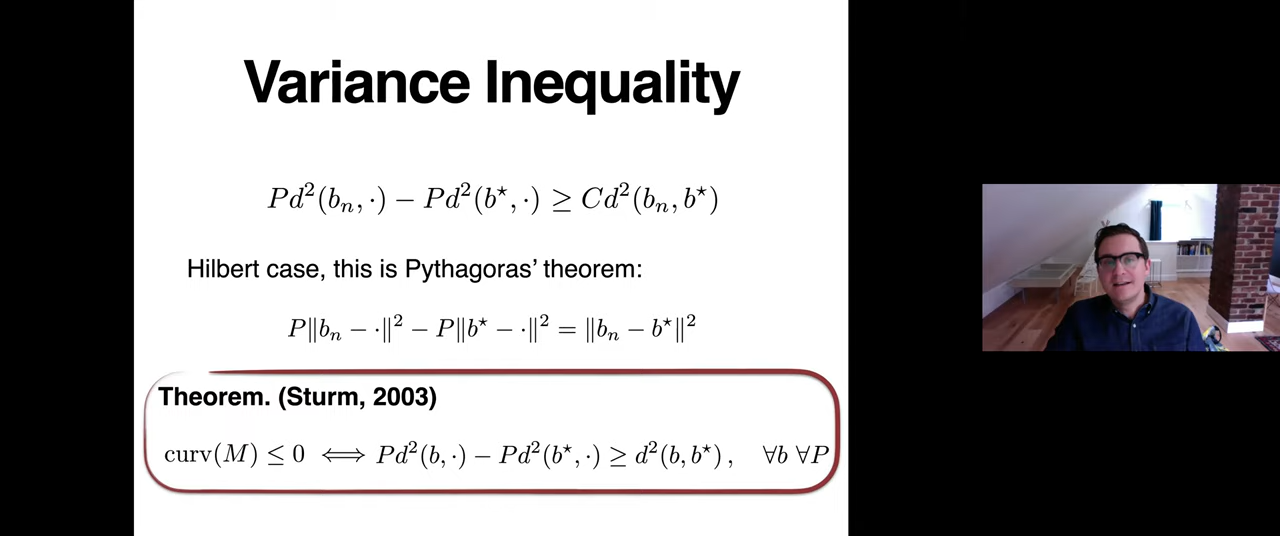 Variance Inequality
Pd²(bₙ, ·) − Pd²(b⋆, ·) ≥ Cd²(bₙ, b⋆)
Hilbert case, this is Pythagoras’ theorem:
P‖bₙ − ·‖² − P‖b⋆ − ·‖² = ‖bₙ − b⋆‖²
Theorem. (Sturm, 2003)
curv(M) ≤ 0 ⟺ Pd²(b, ·) − Pd²(b⋆, ·) ≥ d²(b, b⋆) , ∀b ∀P